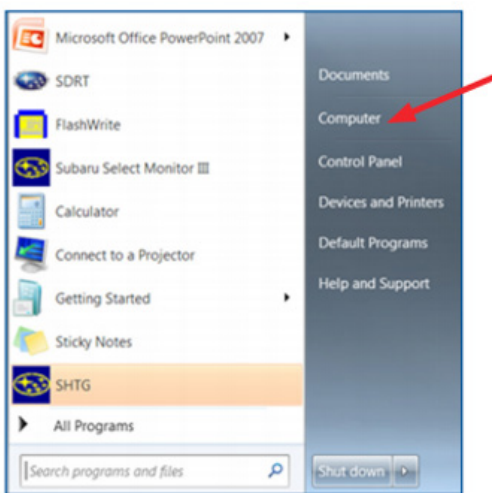 Microsoft Office PowerPoint 2007
SDRT
FlashWrite
Subaru Select Monitor III
Calculator
Connect to a Projector
Getting Started
Sticky Notes
SHTG
All Programs
Search programs and files
Documents
Computer
Control Panel
Devices and Printers
Default Programs
Help and Support
Shut down